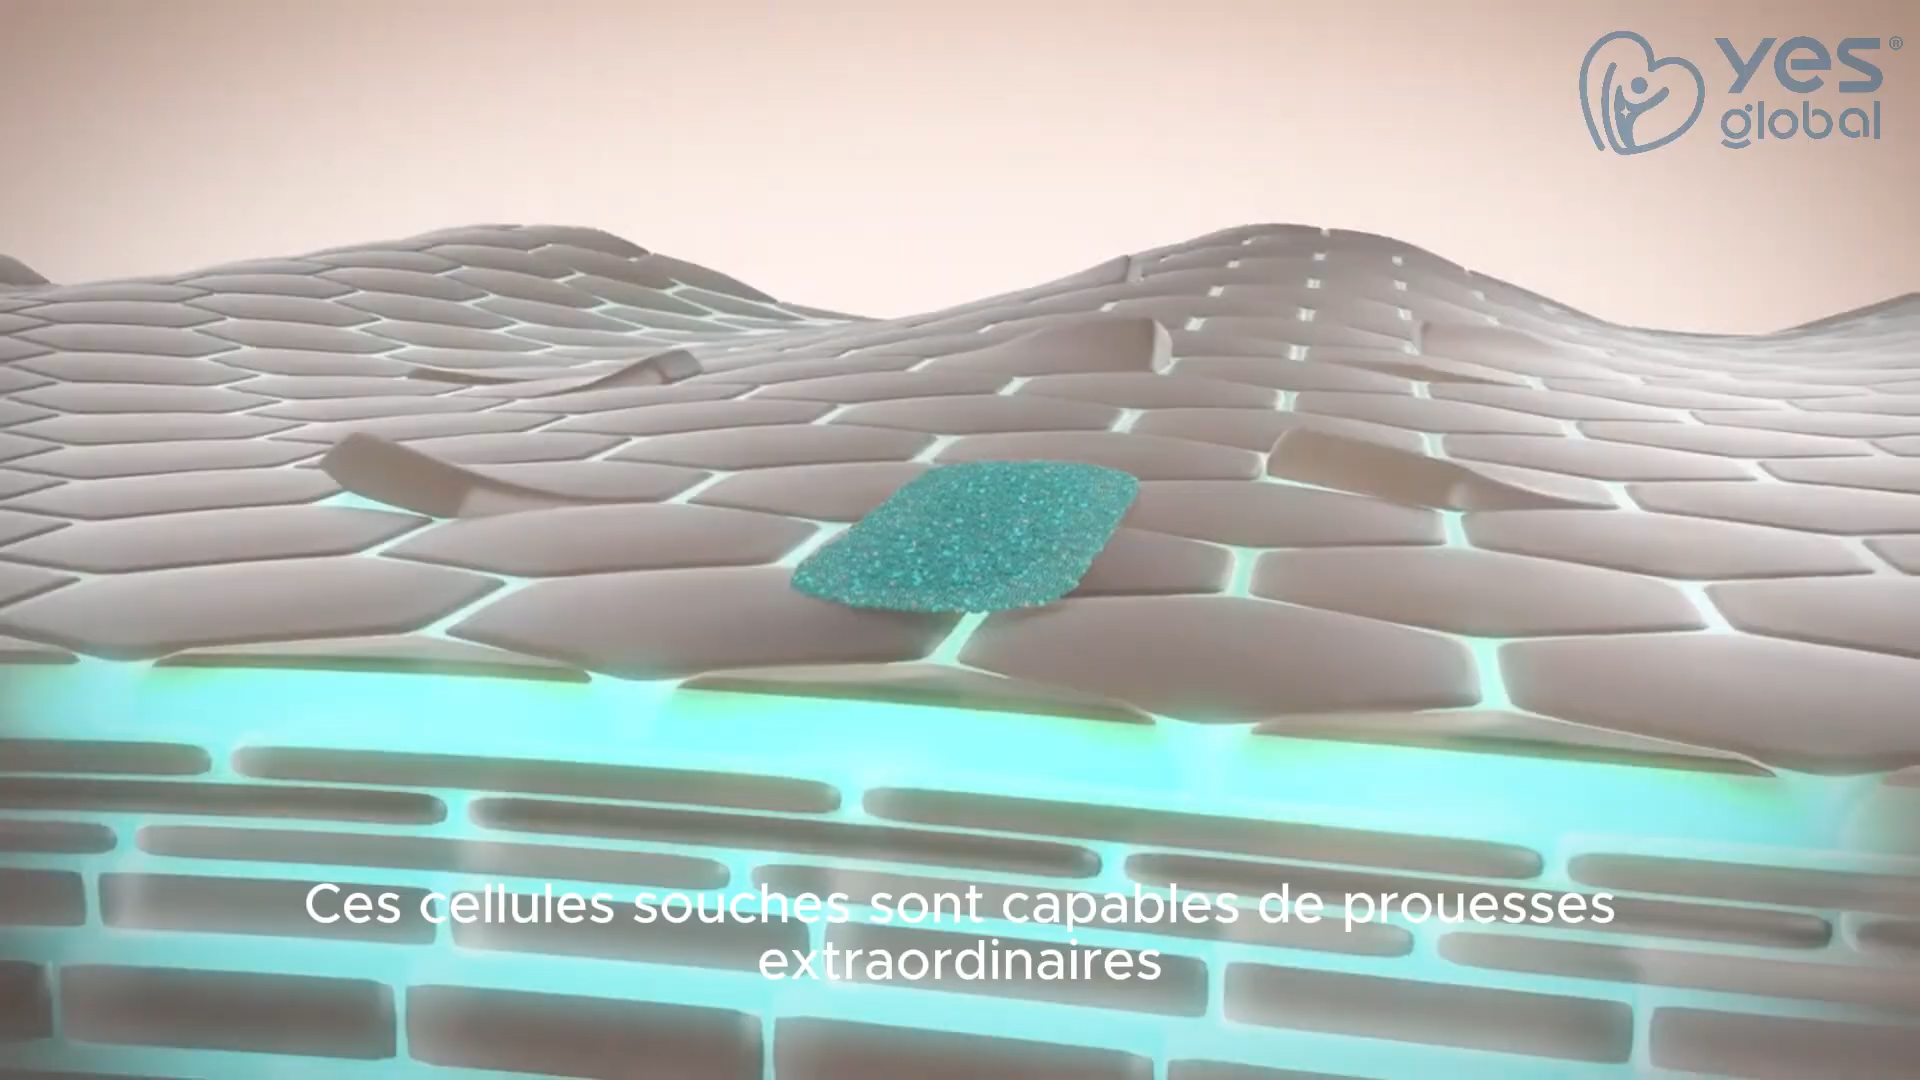 yes®
global
Ces cellules souches sont capables de prouesses
extraordinaires